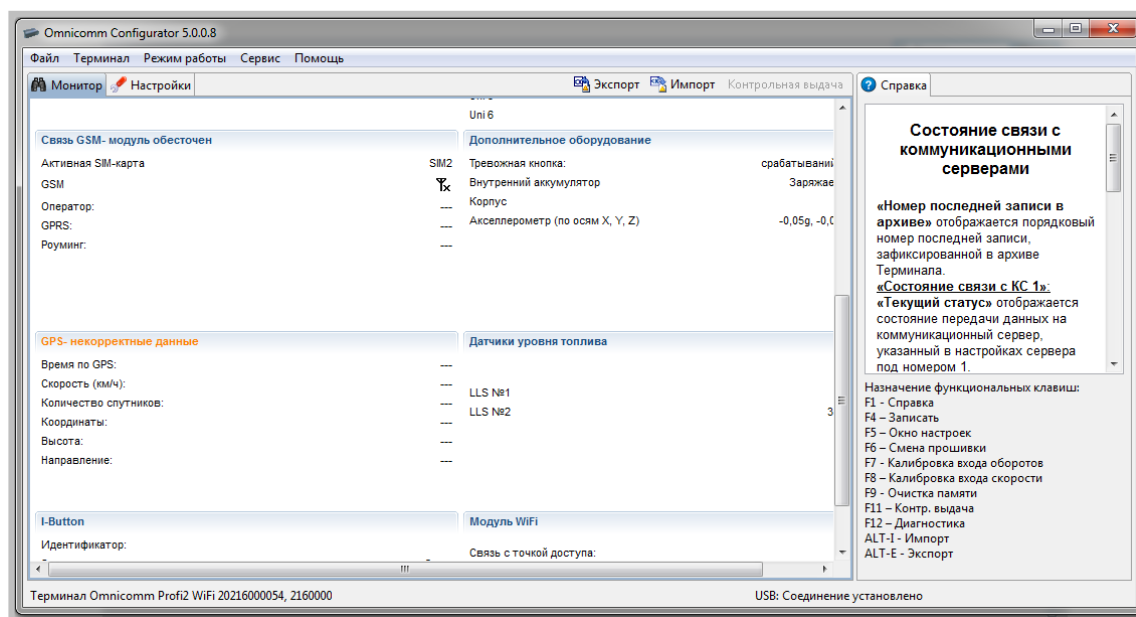 Omnicomm Configurator 5.0.0.8
Файл Терминал Режим работы Сервис Помощь
Монитор Настройки Экспорт Импорт Контрольная выдача
Uni 6
Связь GSM- модуль обесточен
Активная SIM-карта SIM2
GSM
Оператор: ---
GPRS: ---
Роуминг: ---
Дополнительное оборудование
Тревожная кнопка: срабатывани
Внутренний аккумулятор Заряжае
Корпус
Акселлерометр (по осям X, Y, Z) -0,05g, -0,0
GPS- некорректные данные
Время по GPS: ---
Скорость (км/ч): ---
Количество спутников: ---
Координаты: ---
Высота: ---
Направление: ---
Датчики уровня топлива
LLS №1
LLS №2 3
I-Button
Идентификатор:
Модуль WiFi
Связь с точкой доступа:
Справка
Состояние связи с
коммуникационными
серверами
«Номер последней записи в
архиве» отображается порядковый
номер последней записи,
зафиксированной в архиве
Терминала.
«Состояние связи с КС 1»:
«Текущий статус» отображается
состояние передачи данных на
коммуникационный сервер,
указанный в настройках сервера
под номером 1.
Назначение функциональных клавиш:
F1 - Справка
F4 – Записать
F5 – Окно настроек
F6 – Смена прошивки
F7 - Калибровка входа оборотов
F8 – Калибровка входа скорости
F9 - Очистка памяти
F11 – Контр. выдача
F12 – Диагностика
ALT-I - Импорт
ALT-E - Экспорт
Терминал Omnicomm Profi2 WiFi 20216000054, 2160000
USB: Соединение установлено